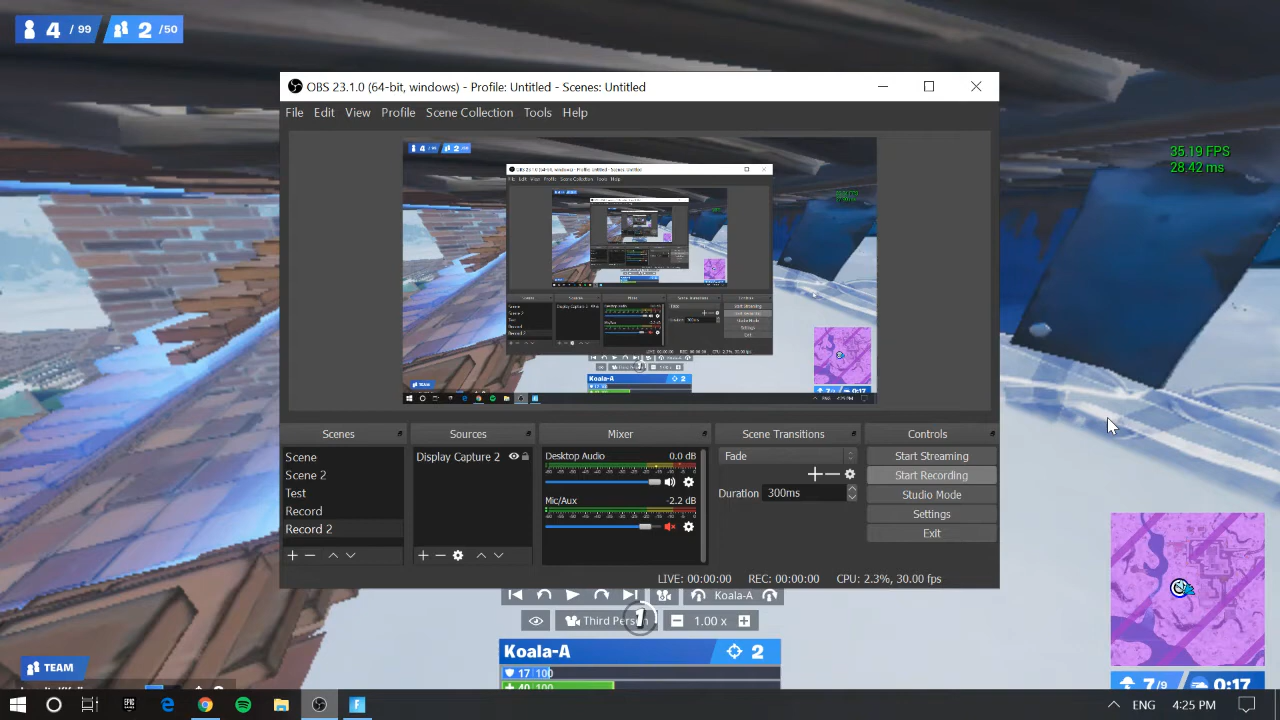 4 / 99
2 / 50
OBS 23.1.0 (64-bit, windows) - Profile: Untitled - Scenes: Untitled
File Edit View Profile Scene Collection Tools Help
35.19 FPS
28.42 ms
Scenes
Sources
Mixer
Scene Transitions
Controls
Scene
Scene 2
Test
Record
Record 2
Display Capture 2
Desktop Audio 0.0 dB
Mic/Aux -2.2 dB
Fade
Duration 300ms
Start Streaming
Start Recording
Studio Mode
Settings
Exit
LIVE: 00:00:00 REC: 00:00:00 CPU: 2.3%, 30.00 fps
Koala-A
Third Person
1.00 x
Koala-A 2
17 100
40 100
TEAM
7/9 0:17
ENG 4:25 PM